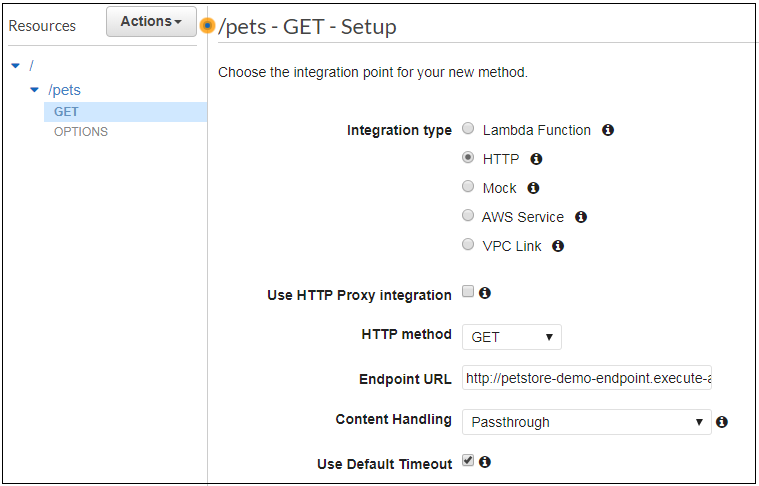 Resources
Actions
/
/pets
GET
OPTIONS
/pets - GET - Setup
Choose the integration point for your new method.
Integration type
Lambda Function
HTTP
Mock
AWS Service
VPC Link
Use HTTP Proxy integration
HTTP method
GET
Endpoint URL
http://petstore-demo-endpoint.execute-a
Content Handling
Passthrough
Use Default Timeout